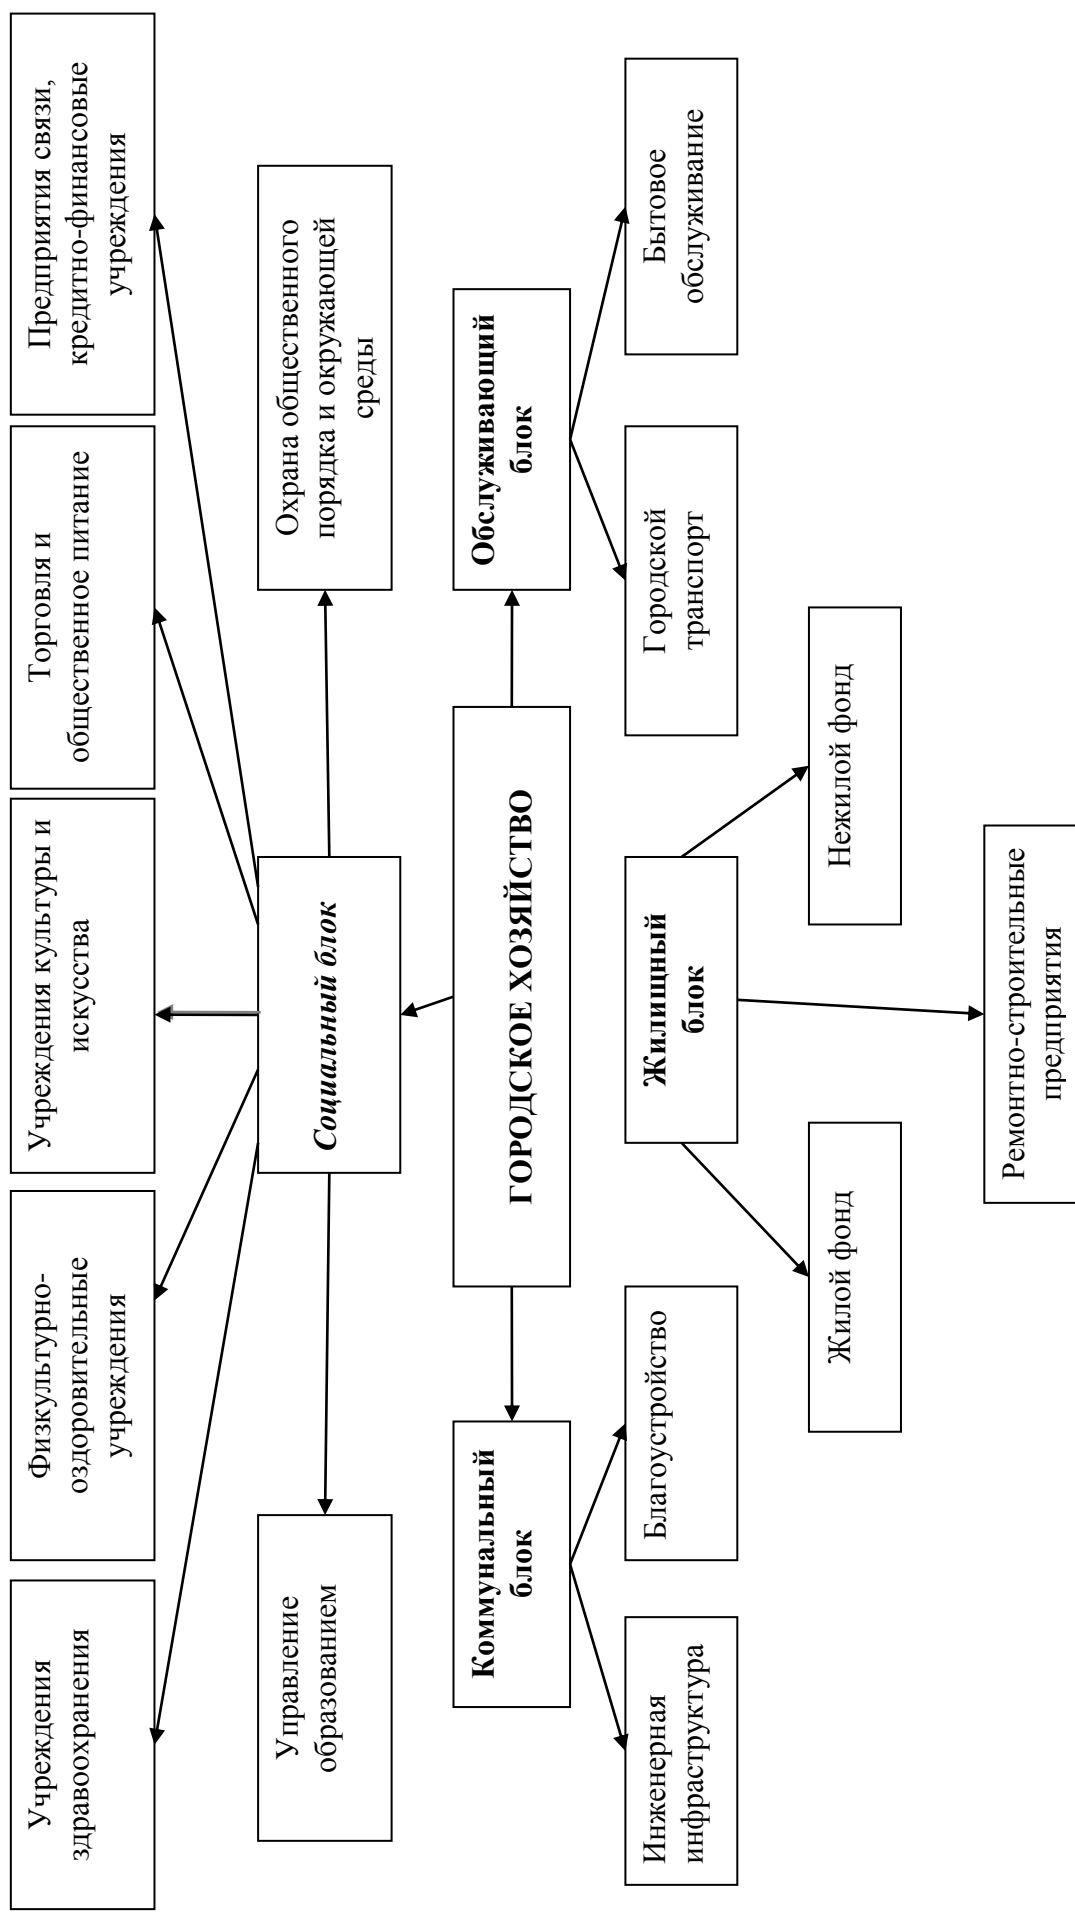 Учреждения
здравоохранения
Физкультурно-
оздоровительные
учреждения
Учреждения культуры и
искусства
Торговля и
общественное питание
Предприятия связи,
кредитно-финансовые
учреждения
Управление
образованием
Социальный блок
Охрана общественного
порядка и окружающей
среды
Коммунальный
блок
ГОРОДСКОЕ ХОЗЯЙСТВО
Обслуживающий
блок
Инженерная
инфраструктура
Благоустройство
Жилищный
блок
Городской
транспорт
Бытовое
обслуживание
Жилой фонд
Нежилой фонд
Ремонтно-строительные
предприятия